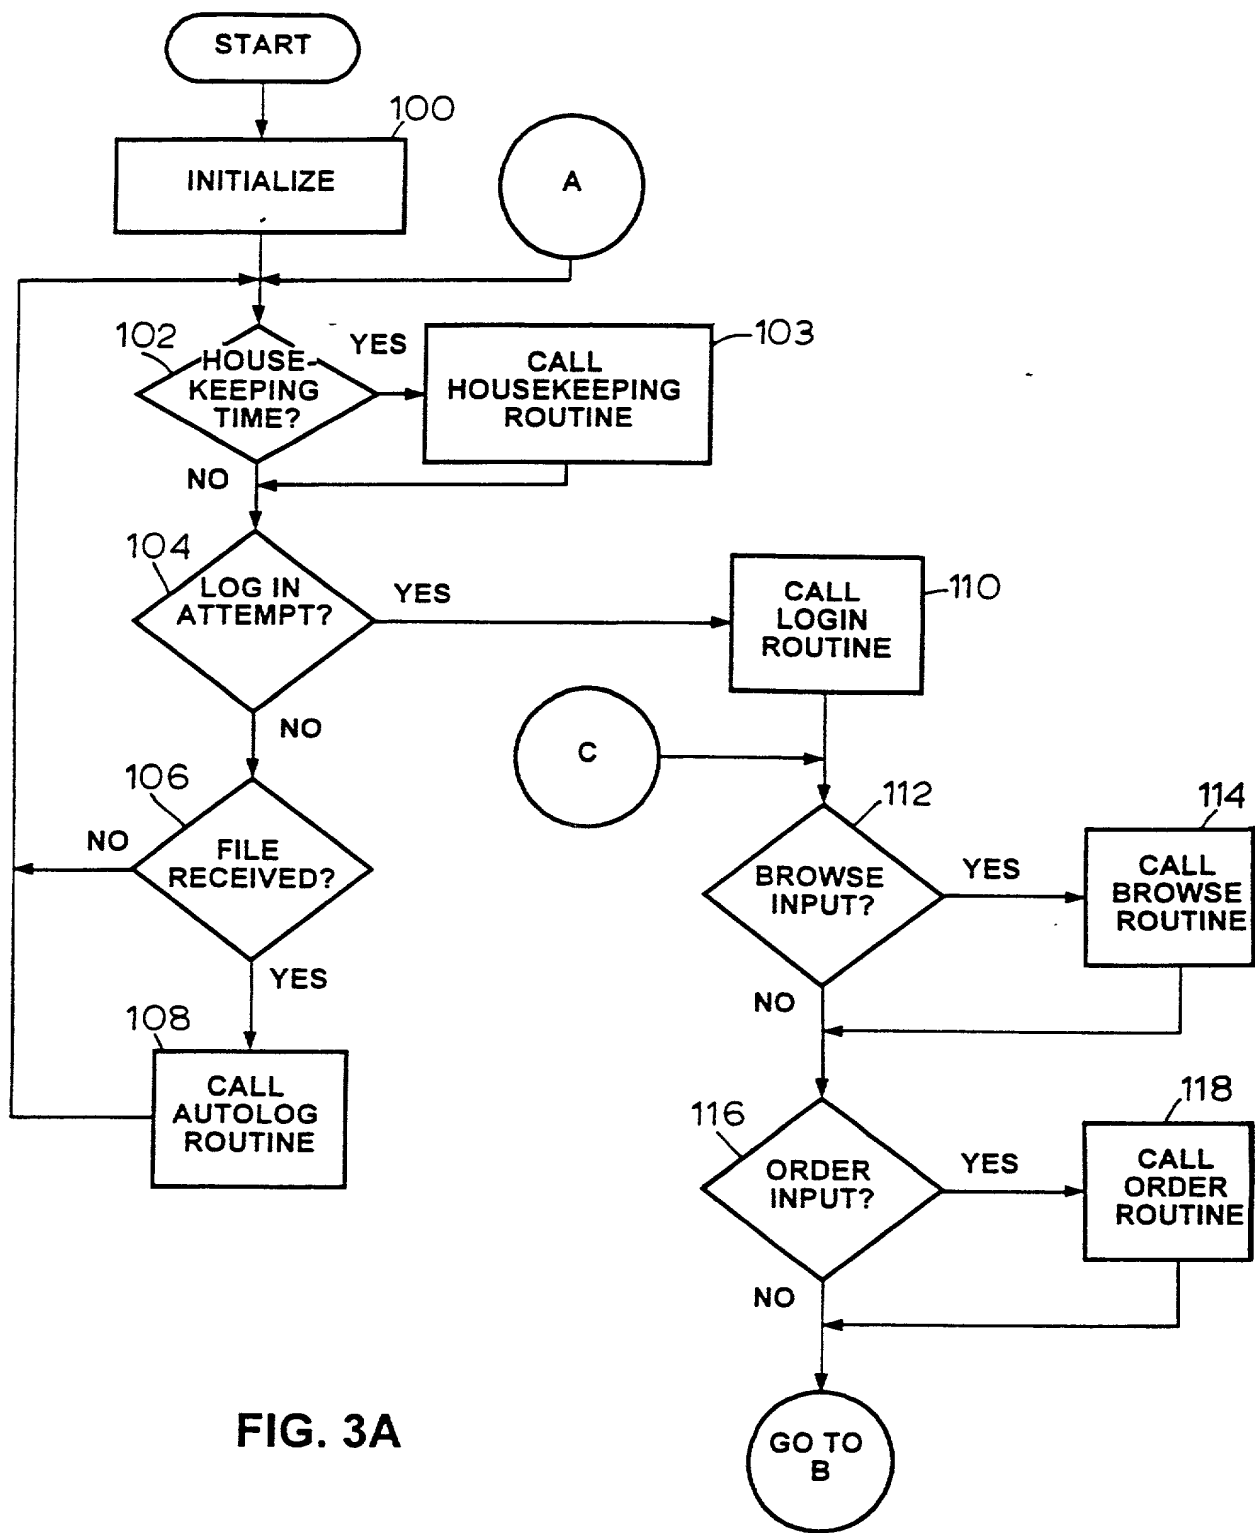 START
100
INITIALIZE
A
102
HOUSE-
KEEPING
TIME?
YES
CALL
HOUSEKEEPING
ROUTINE
103
NO
104
LOG IN
ATTEMPT?
YES
CALL
LOGIN
ROUTINE
110
NO
C
106
NO
FILE
RECEIVED?
YES
112
BROWSE
INPUT?
YES
114
CALL
BROWSE
ROUTINE
NO
108
CALL
AUTOLOG
ROUTINE
116
ORDER
INPUT?
YES
118
CALL
ORDER
ROUTINE
NO
GO TO
B
FIG. 3A